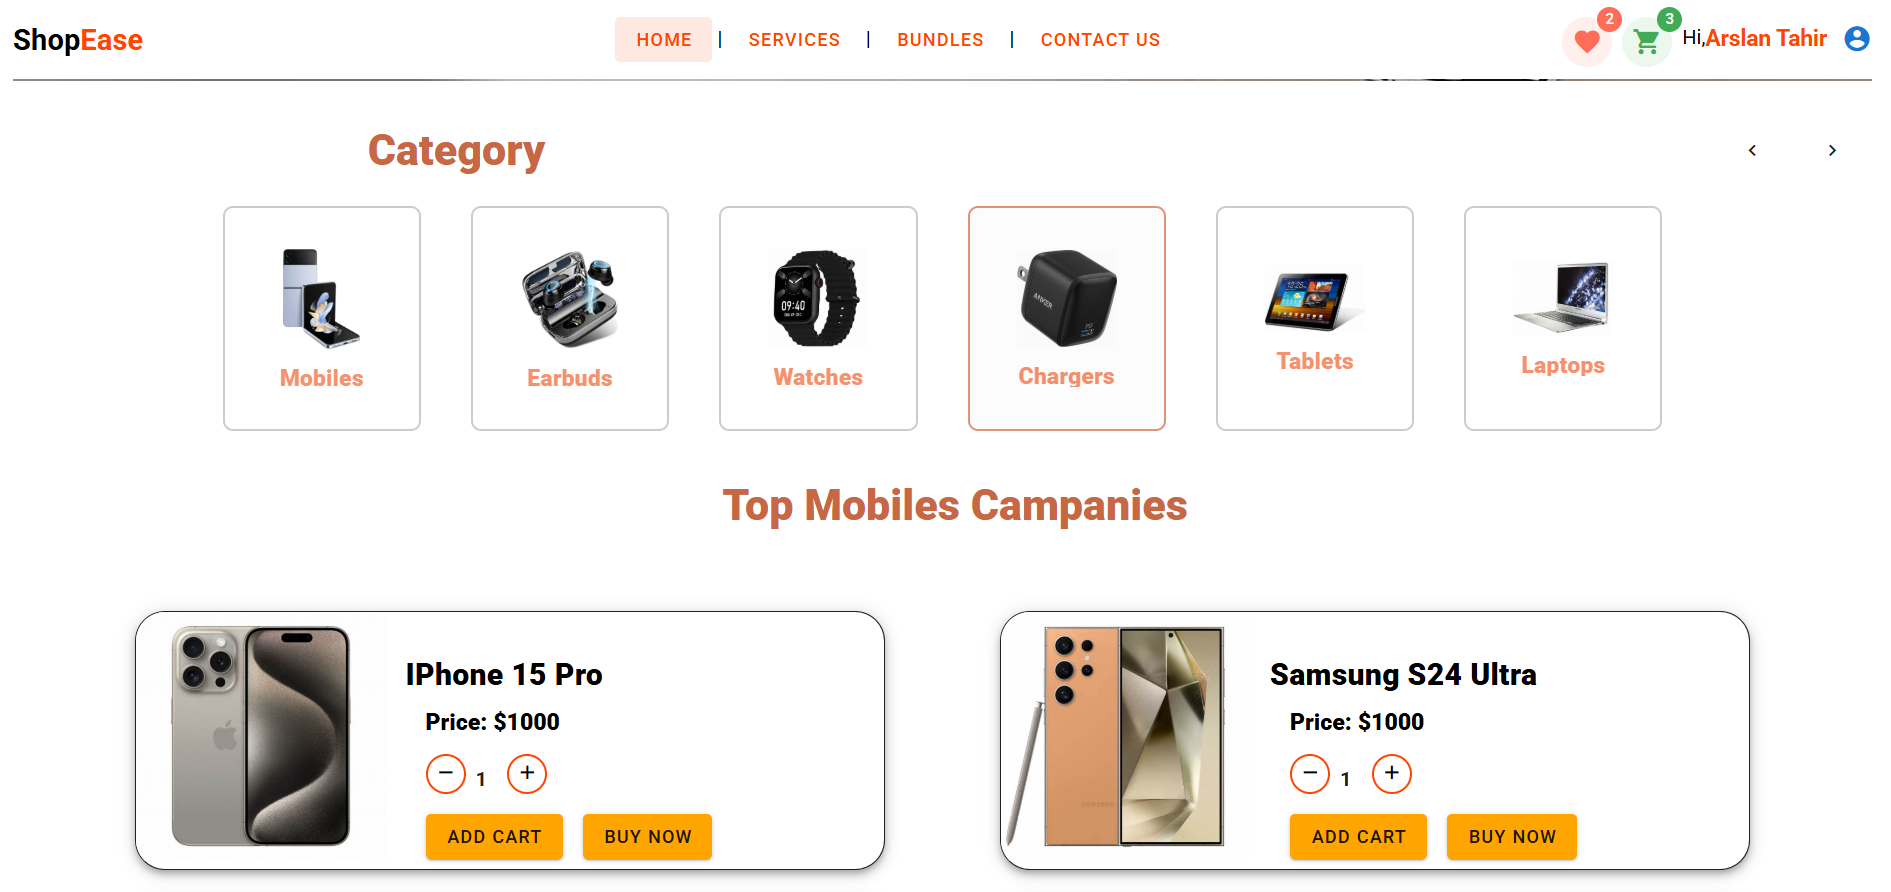 ShopEase
HOME | SERVICES | BUNDLES | CONTACT US
2
3
Hi,Arslan Tahir
Category
09:40
ANKER
Mobiles
Earbuds
Watches
Chargers
Tablets
Laptops
Top Mobiles Campanies
IPhone 15 Pro
Price: $1000
1
ADD CART
BUY NOW
SAMSUNG
Samsung S24 Ultra
Price: $1000
1
ADD CART
BUY NOW